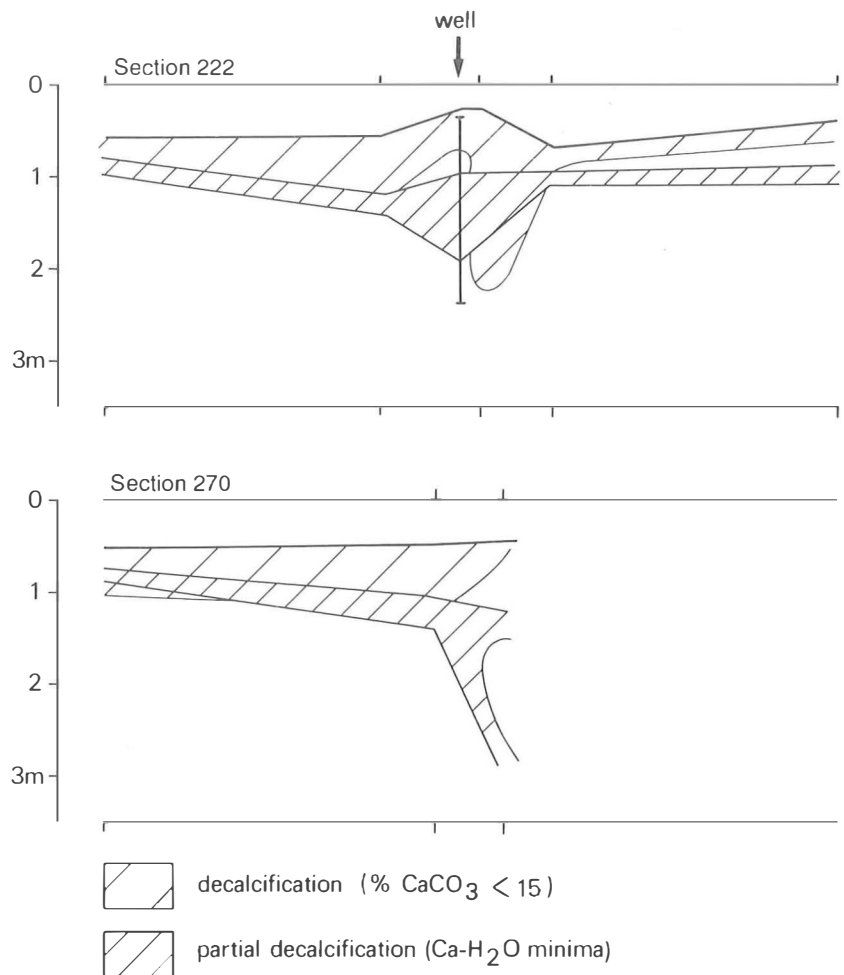 well
Section 222
0
1
2
3m
Section 270
0
1
2
3m
decalcification (% CaCO₃ < 15)
partial decalcification (Ca-H₂O minima)